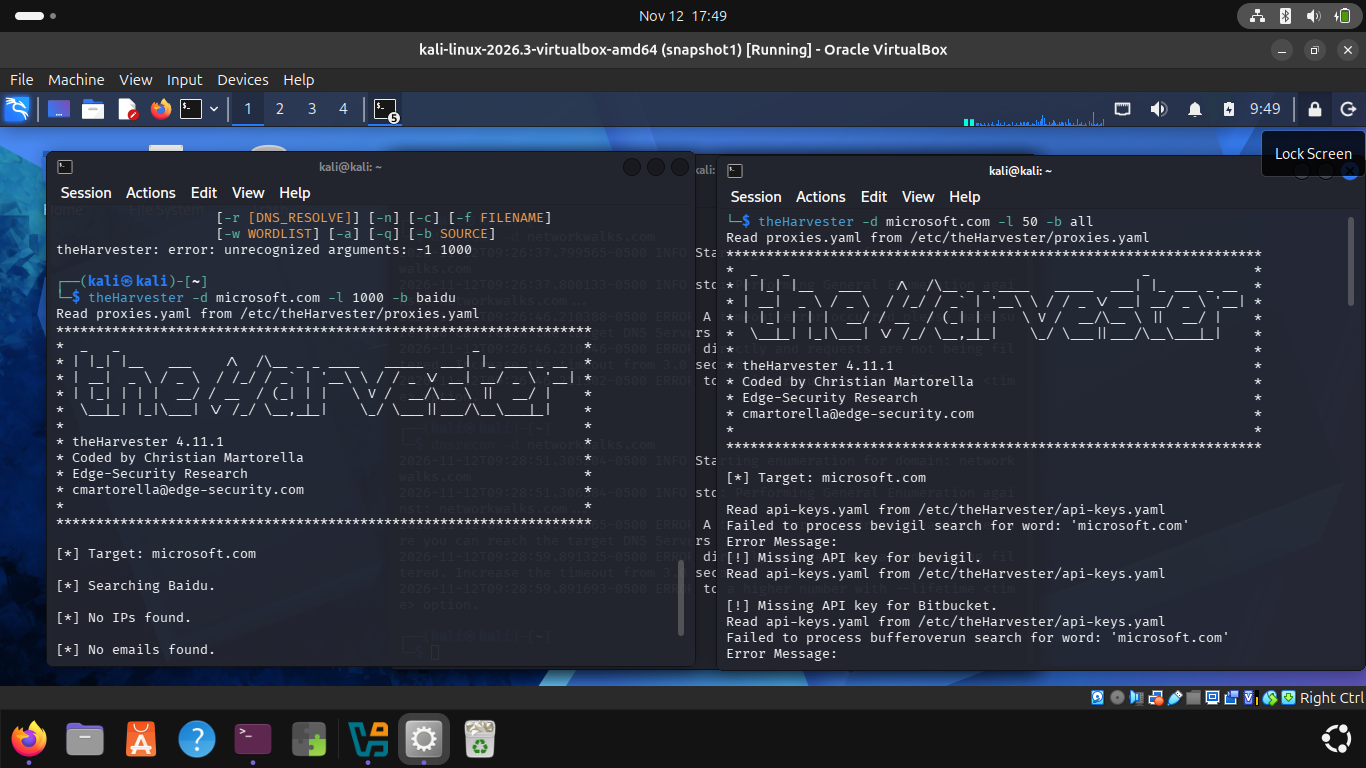 Nov 12 17:49
kali-linux-2026.3-virtualbox-amd64 (snapshot1) [Running] - Oracle VirtualBox
File Machine View Input Devices Help
1 2 3 4 5 9:49
Lock Screen
kali@kali: ~
Session Actions Edit View Help
[-r [DNS_RESOLVE]] [-n] [-c] [-f FILENAME]
[-w WORDLIST] [-a] [-q] [-b SOURCE]
theHarvester: error: unrecognized arguments: −1 1000
┌──(kali㉿kali)-[~]
└─$ theHarvester -d microsoft.com -l 1000 -b baidu
Read proxies.yaml from /etc/theHarvester/proxies.yaml
*******************************************************************
* theHarvester 4.11.1
* Coded by Christian Martorella
* Edge-Security Research
* cmartorella@edge-security.com
*
*******************************************************************
[*] Target: microsoft.com
[*] Searching Baidu.
[*] No IPs found.
[*] No emails found.
kali@kali: ~
Session Actions Edit View Help
└─$ theHarvester -d microsoft.com -l 50 -b all
Read proxies.yaml from /etc/theHarvester/proxies.yaml
*******************************************************************
* theHarvester 4.11.1
* Coded by Christian Martorella
* Edge-Security Research
* cmartorella@edge-security.com
*
*******************************************************************
[*] Target: microsoft.com
Read api-keys.yaml from /etc/theHarvester/api-keys.yaml
Failed to process bevigil search for word: 'microsoft.com'
Error Message:
[!] Missing API key for bevigil.
Read api-keys.yaml from /etc/theHarvester/api-keys.yaml
[!] Missing API key for Bitbucket.
Read api-keys.yaml from /etc/theHarvester/api-keys.yaml
Failed to process bufferoverun search for word: 'microsoft.com'
Error Message:
Right Ctrl